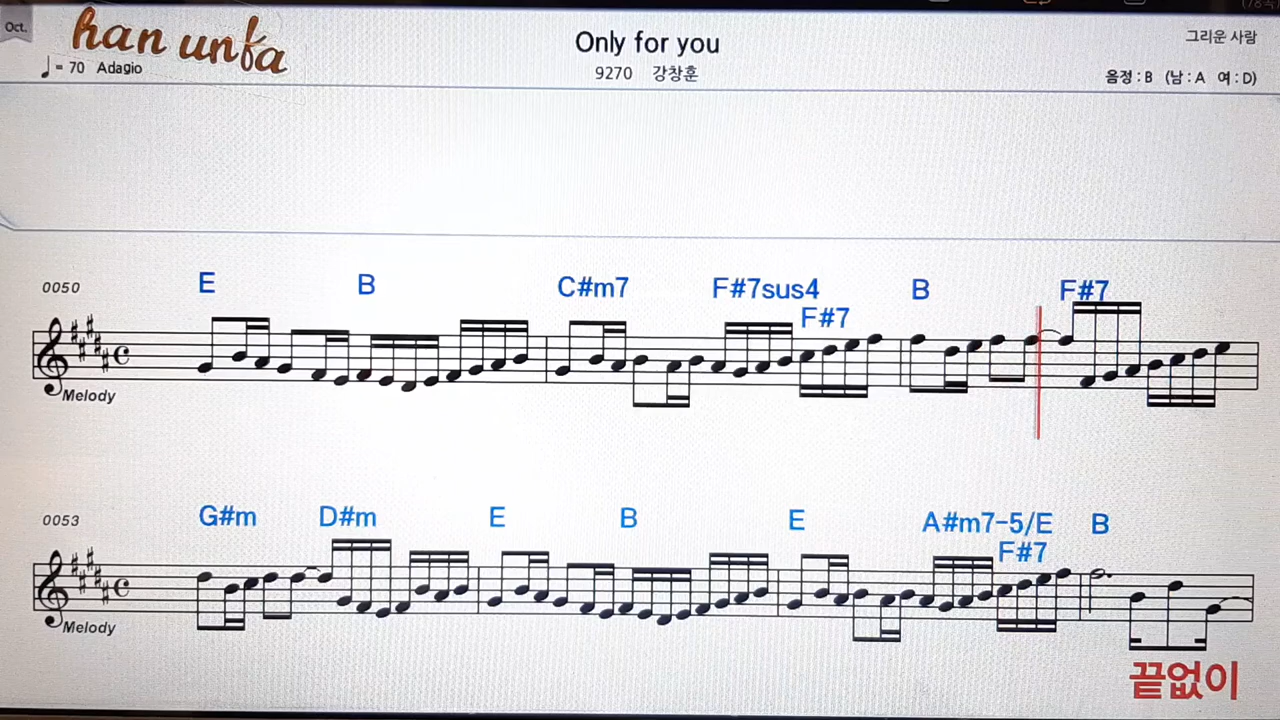 Oct.
han unfa
Only for you
그리운 사랑
♩= 70 Adagio
9270 강창훈
음정 : B (남 : A 여 : D)
0050
E B C#m7 F#7sus4 B F#7
F#7
Melody
0053
G#m D#m E B E A#m7-5/E B
F#7
Melody
끝없이